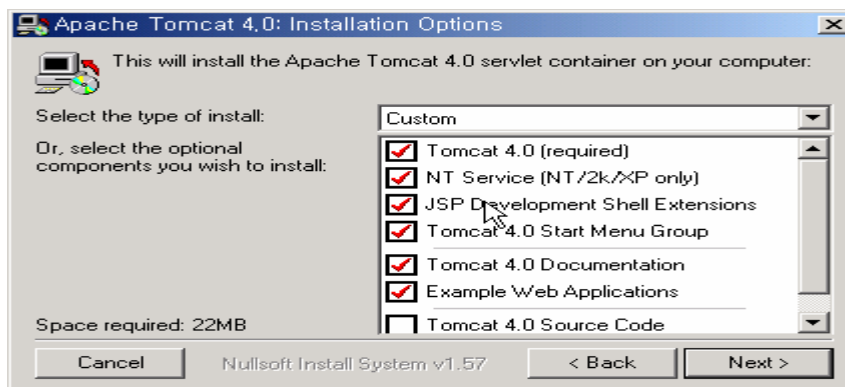 Apache Tomcat 4.0: Installation Options
This will install the Apache Tomcat 4.0 servlet container on your computer:
Select the type of install:
Custom
Or, select the optional
components you wish to install:
Tomcat 4.0 (required)
NT Service (NT/2k/XP only)
JSP Development Shell Extensions
Tomcat 4.0 Start Menu Group
Tomcat 4.0 Documentation
Example Web Applications
Tomcat 4.0 Source Code
Space required: 22MB
Cancel
Nullsoft Install System v1.57
< Back
Next >